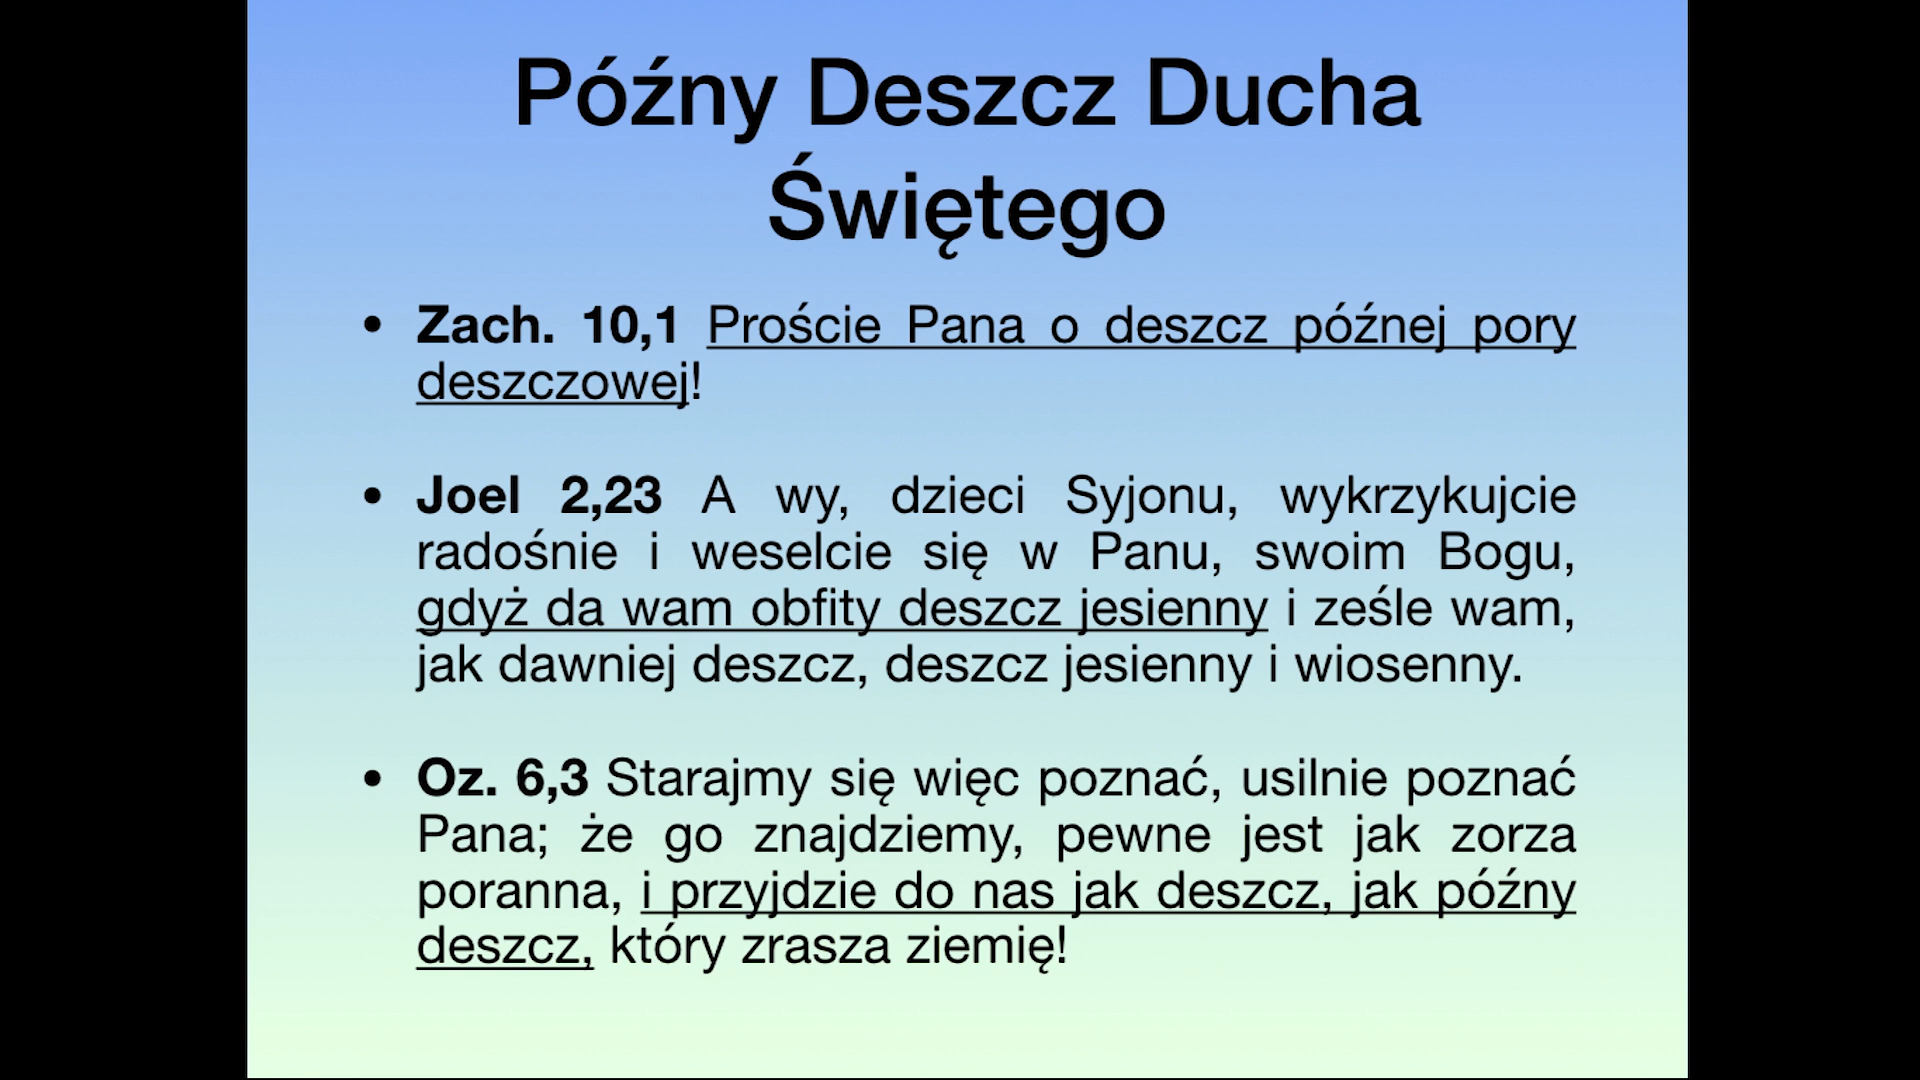 Późny Deszcz Ducha
Świętego
• Zach. 10,1 Proście Pana o deszcz późnej pory
deszczowej!
• Joel 2,23 A wy, dzieci Syjonu, wykrzykujcie
radośnie i weselcie się w Panu, swoim Bogu,
gdyż da wam obfity deszcz jesienny i ześle wam,
jak dawniej deszcz, deszcz jesienny i wiosenny.
• Oz. 6,3 Starajmy się więc poznać, usilnie poznać
Pana; że go znajdziemy, pewne jest jak zorza
poranna, i przyjdzie do nas jak deszcz, jak późny
deszcz, który zrasza ziemię!